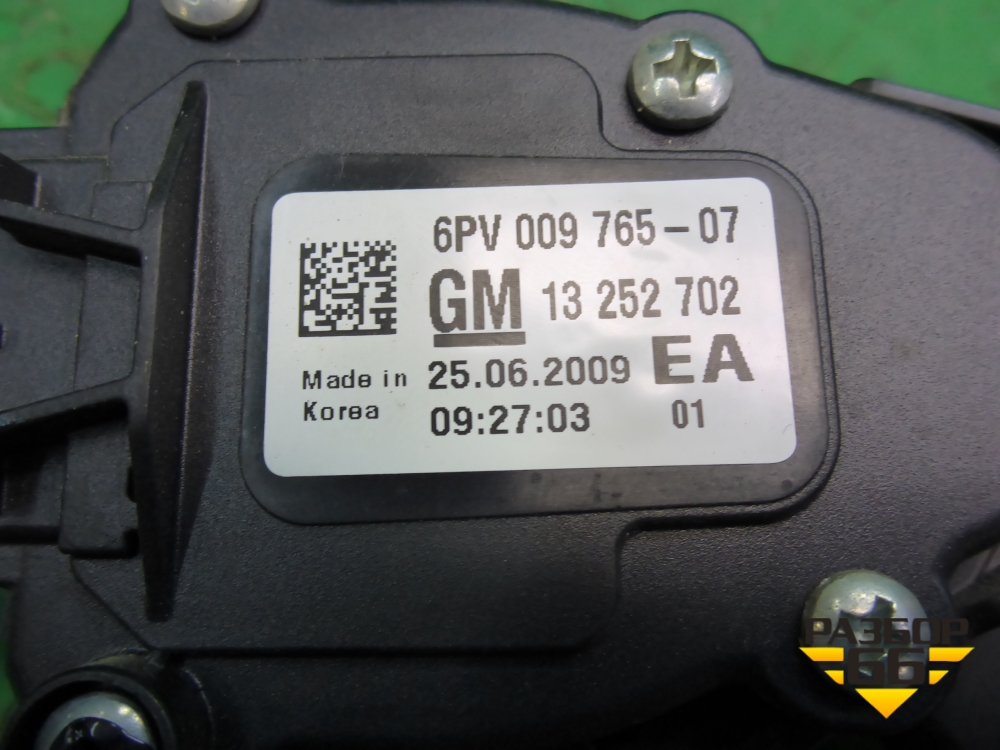 6PV 009 765-07
GM 13 252 702
Made in Korea
25.06.2009 EA
09:27:03 01
РАЗБОР
66